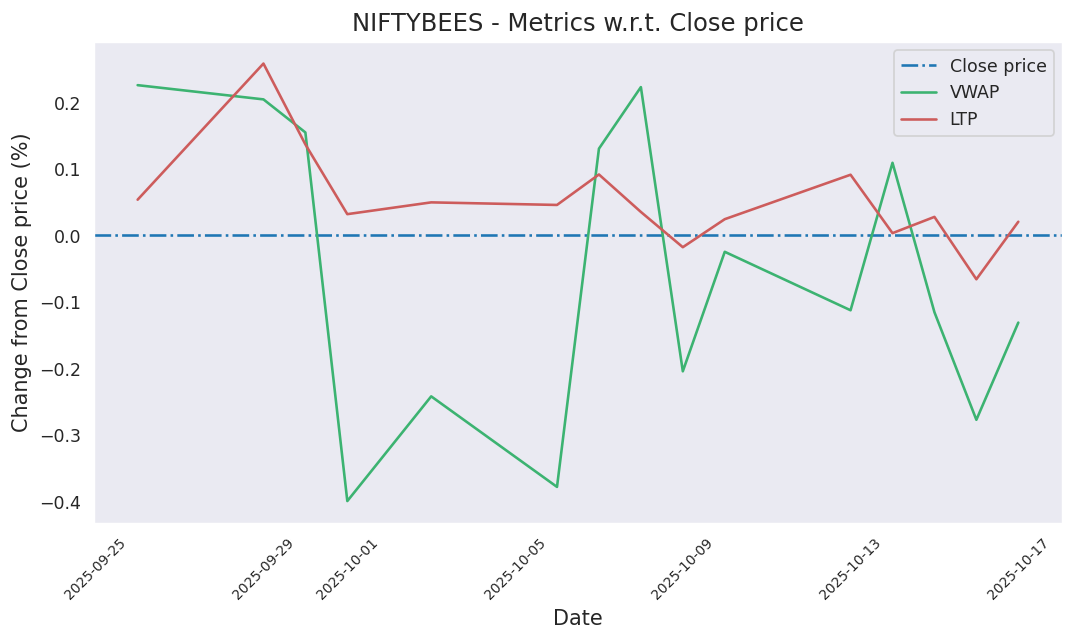 NIFTYBEES - Metrics w.r.t. Close price
Close price
VWAP
LTP
Change from Close price (%)
0.2
0.1
0.0
−0.1
−0.2
−0.3
−0.4
2025-09-25
2025-09-29
2025-10-01
2025-10-05
2025-10-09
2025-10-13
2025-10-17
Date